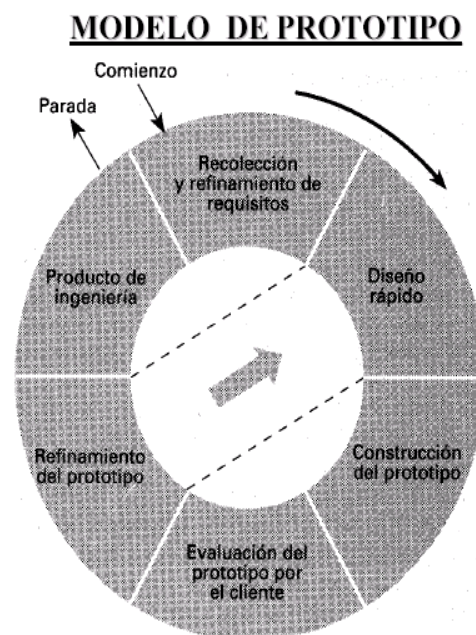 MODELO DE PROTOTIPO
Comienzo
Parada
Recolección
y refinamiento de
requisitos
Diseño
rápido
Construcción
del prototipo
Evaluación del
prototipo por
el cliente
Refinamiento
del prototipo
Producto de
ingeniería